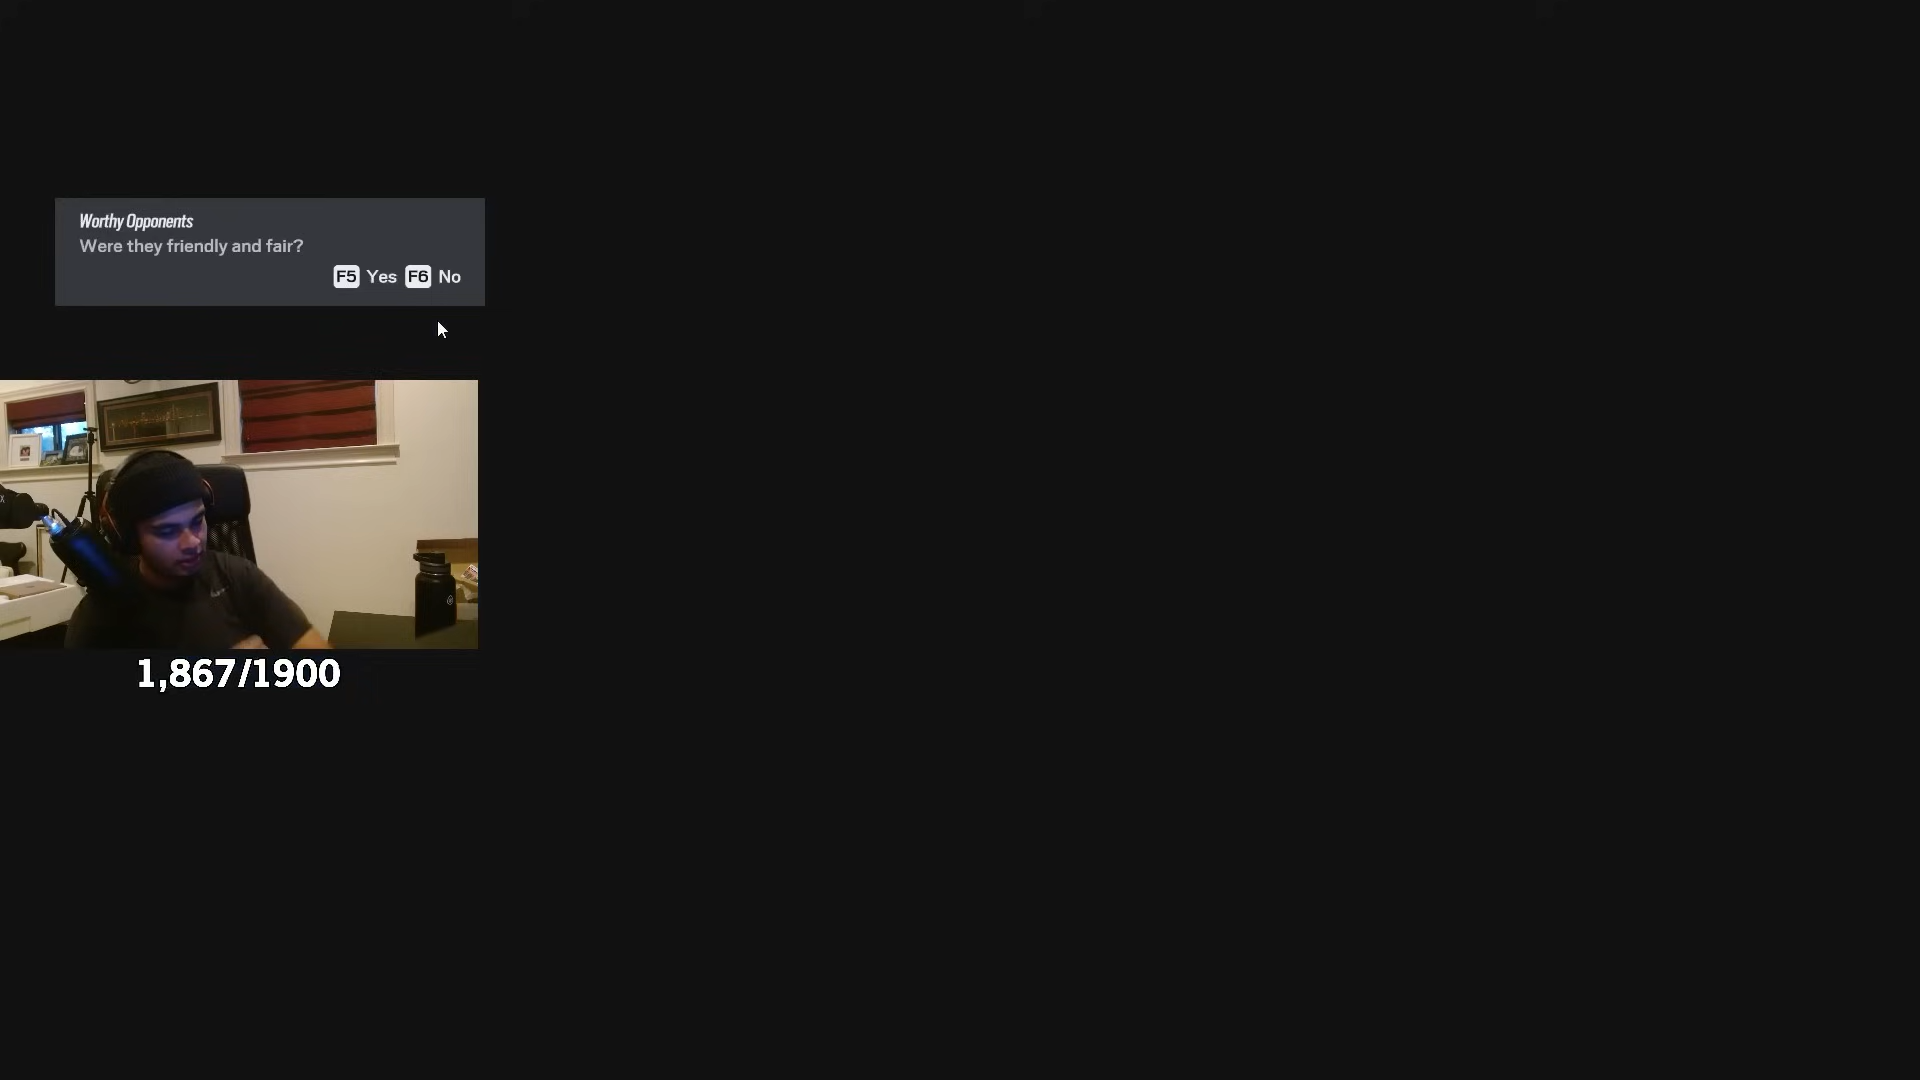 Worthy Opponents
Were they friendly and fair?
F5 Yes F6 No
1,867/1900